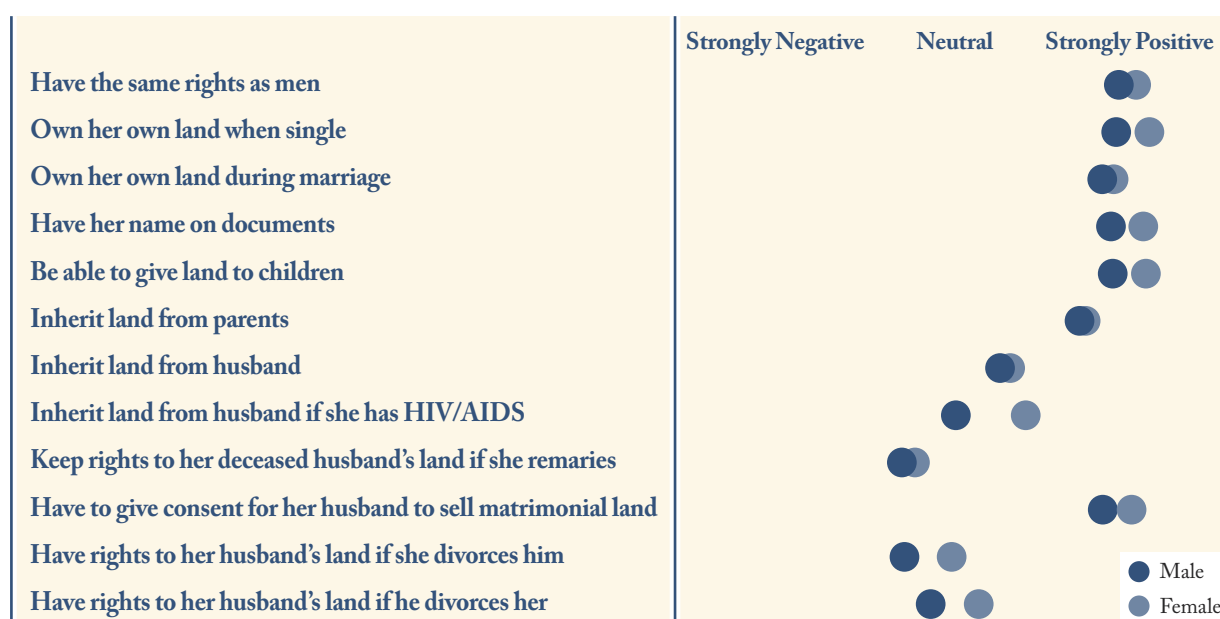 Strongly Negative Neutral Strongly Positive
Have the same rights as men
Own her own land when single
Own her own land during marriage
Have her name on documents
Be able to give land to children
Inherit land from parents
Inherit land from husband
Inherit land from husband if she has HIV/AIDS
Keep rights to her deceased husband’s land if she remaries
Have to give consent for her husband to sell matrimonial land
Have rights to her husband’s land if she divorces him
Have rights to her husband’s land if he divorces her
Male
Female